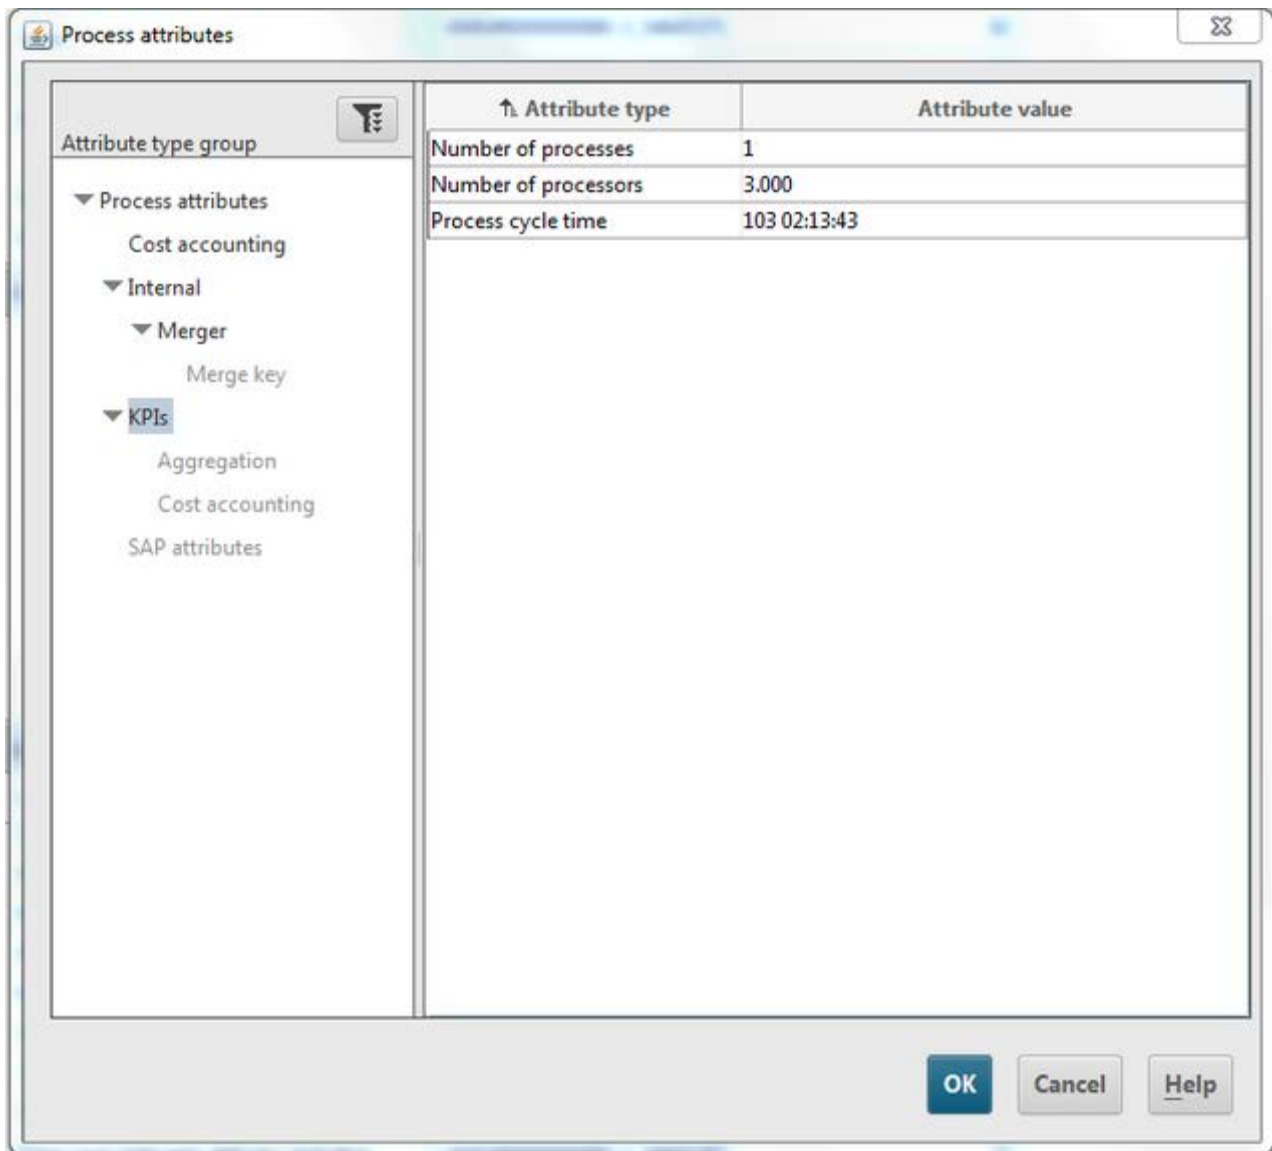 Process attributes
Attribute type group
Process attributes
Cost accounting
Internal
Merger
Merge key
KPIs
Aggregation
Cost accounting
SAP attributes
Attribute type Attribute value
Number of processes 1
Number of processors 3.000
Process cycle time 103 02:13:43
OK Cancel Help